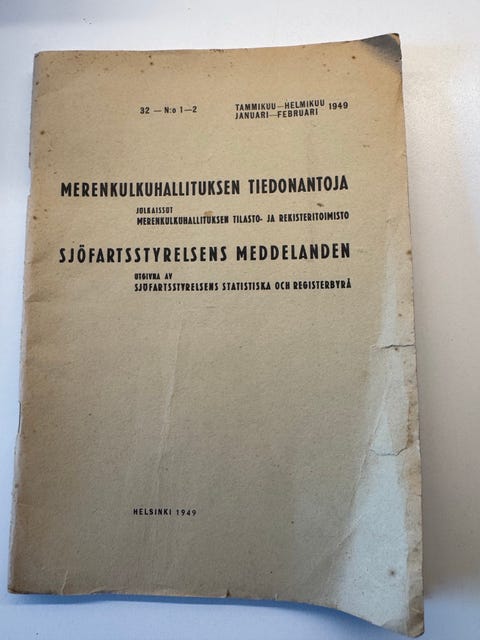 32 — N:o 1—2
TAMMIKUU—HELMIKUU 1949
JANUARI—FEBRUARI
MERENKULKUHALLITUKSEN TIEDONANTOJA
JULKAISSUT
MERENKULKUHALLITUKSEN TILASTO- JA REKISTERITOIMISTO
SJÖFARTSSTYRELSENS MEDDELANDEN
UTGIVNA AV
SJÖFARTSSTYRELSENS STATISTISKA OCH REGISTERBYRÅ
HELSINKI 1949